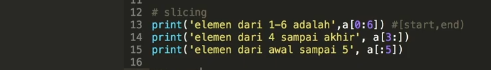 12 # slicing
13 print('elemen dari 1-6 adalah',a[0:6]) #[start,end)
14 print('elemen dari 4 sampai akhir', a[3:])
15 print('elemen dari awal sampai 5', a[:5])
16